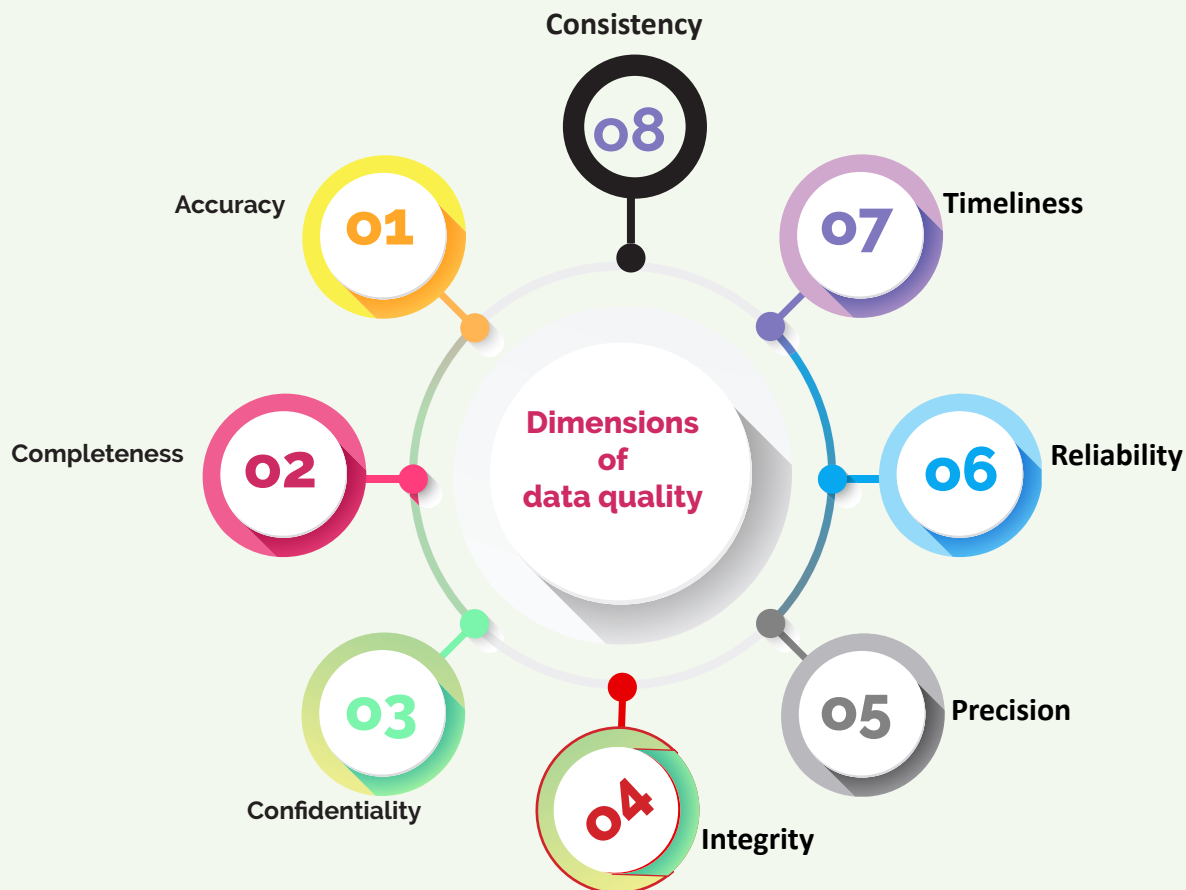 Consistency
08
Accuracy
01
07
Timeliness
Dimensions
of
data quality
Completeness
02
06
Reliability
03
Confidentiality
05
Precision
04
Integrity